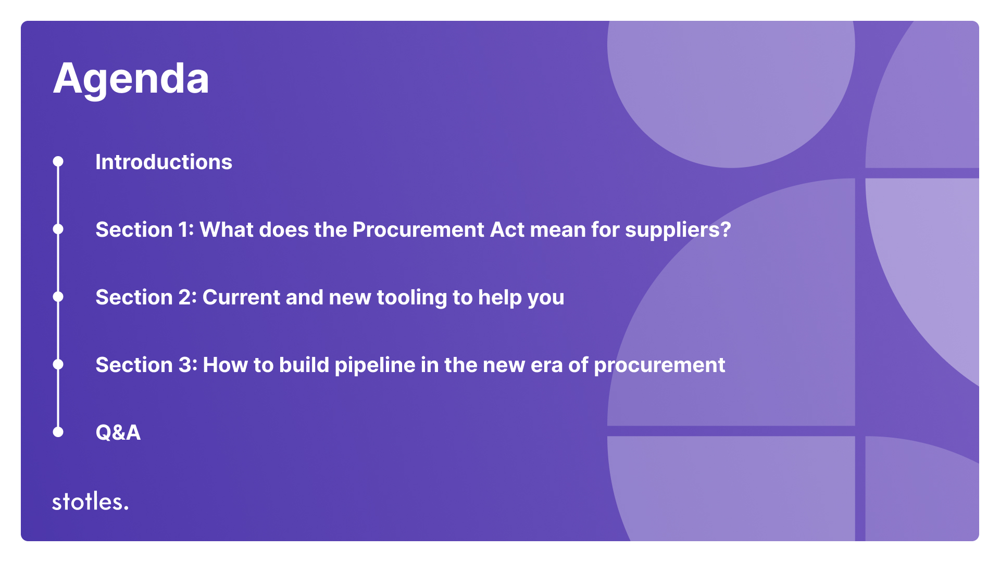 Agenda
Introductions
Section 1: What does the Procurement Act mean for suppliers?
Section 2: Current and new tooling to help you
Section 3: How to build pipeline in the new era of procurement
Q&A
stotles.